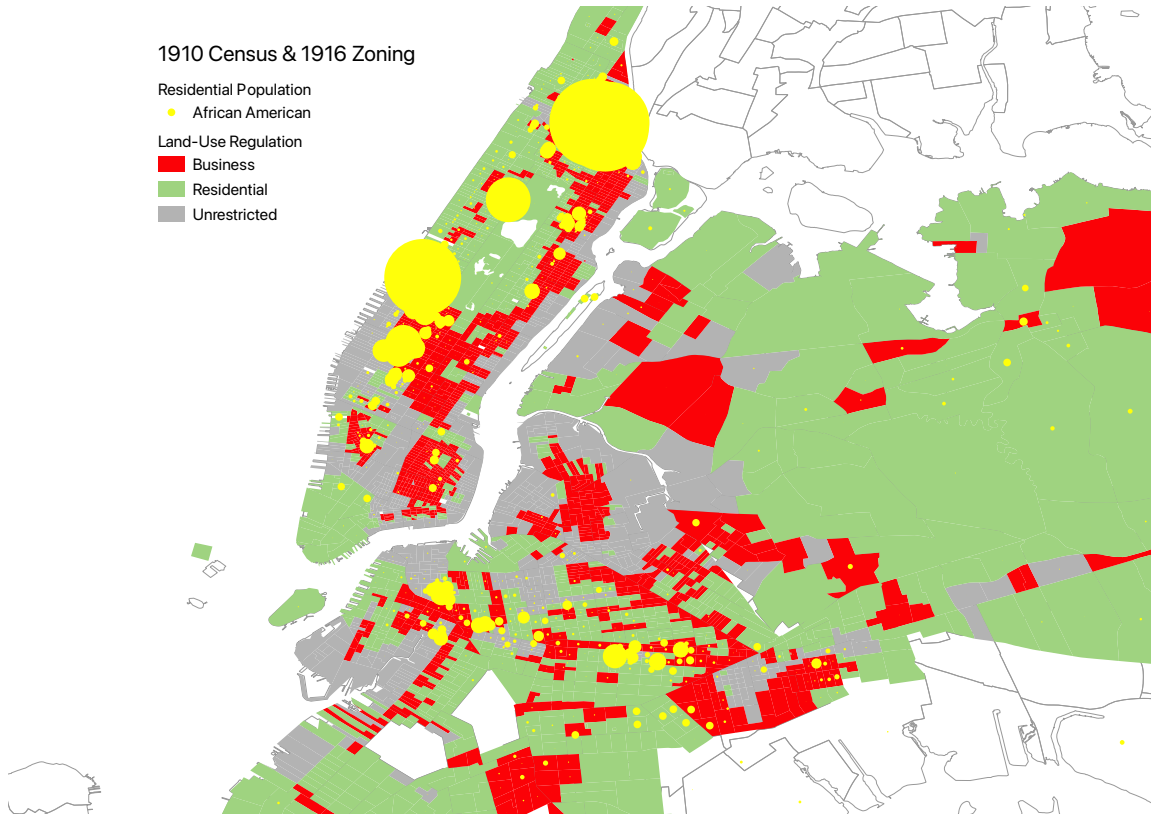 1910 Census & 1916 Zoning
Residential Population
African American
Land-Use Regulation
Business
Residential
Unrestricted